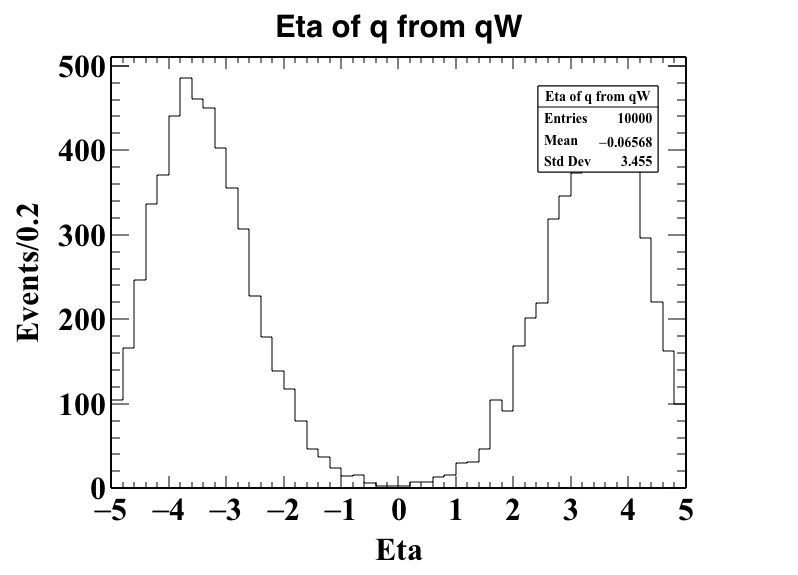 Eta of q from qW
500
400
300
200
100
0
Events/0.2
Eta of q from qW
Entries 10000
Mean −0.06568
Std Dev 3.455
−5 −4 −3 −2 −1 0 1 2 3 4 5
Eta